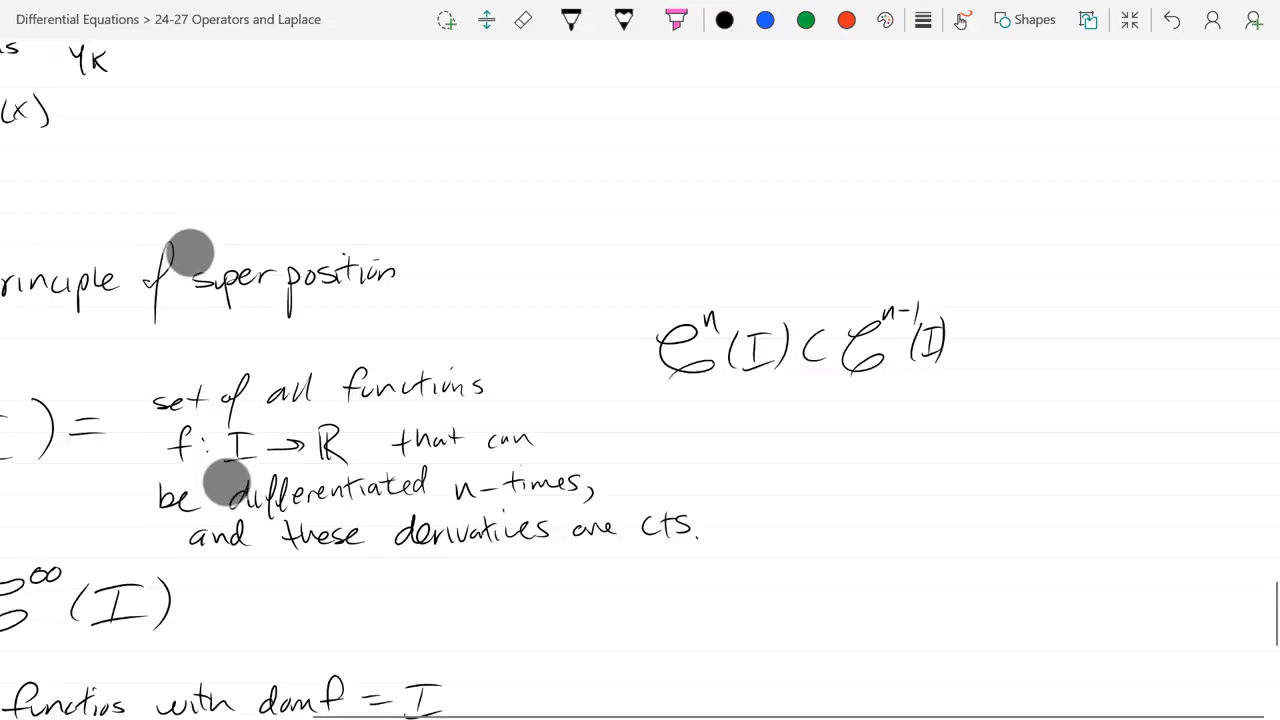 Differential Equations > 24-27 Operators and Laplace
Shapes
yK
(x)
rinciple of superposition
𝒞ⁿ(I) ⊂ 𝒞ⁿ⁻¹(I)
set of all functions
) = f: I → ℝ that can
be differentiated n-times,
and these derivatives are cts.
∞(I)
functios with dom f = I